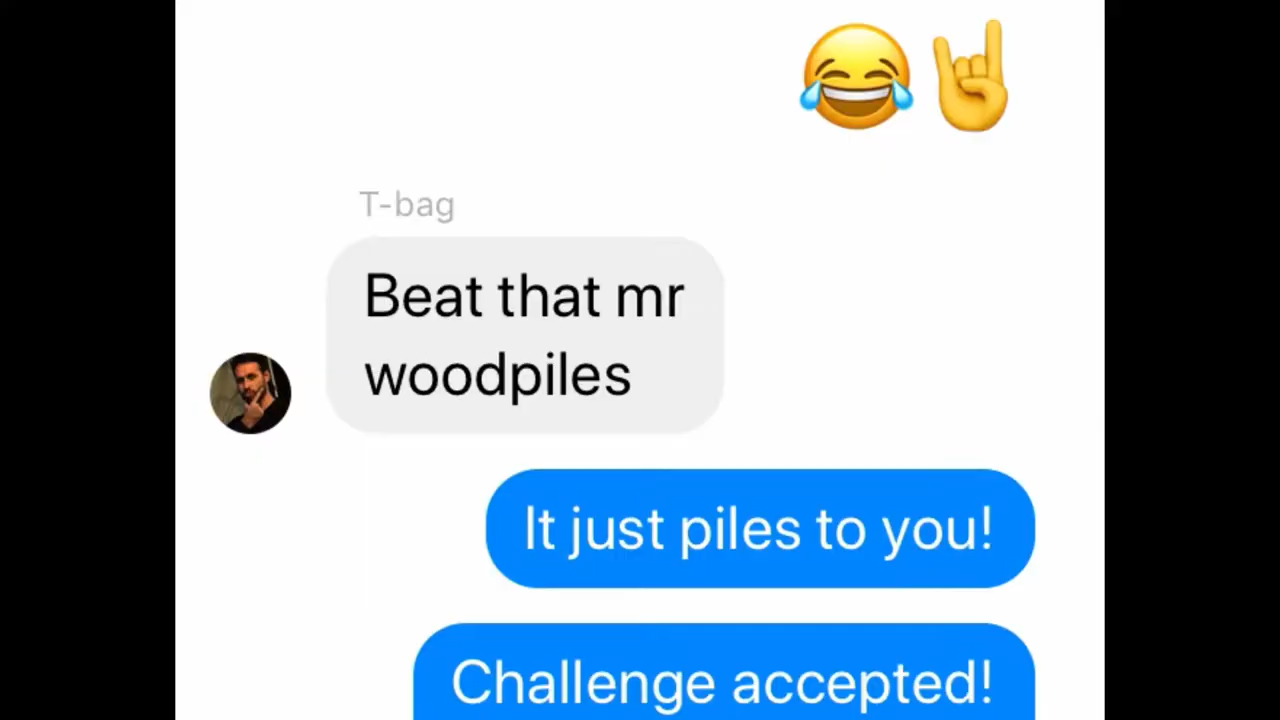 😂🤘
T-bag
Beat that mr
woodpiles
It just piles to you!
Challenge accepted!